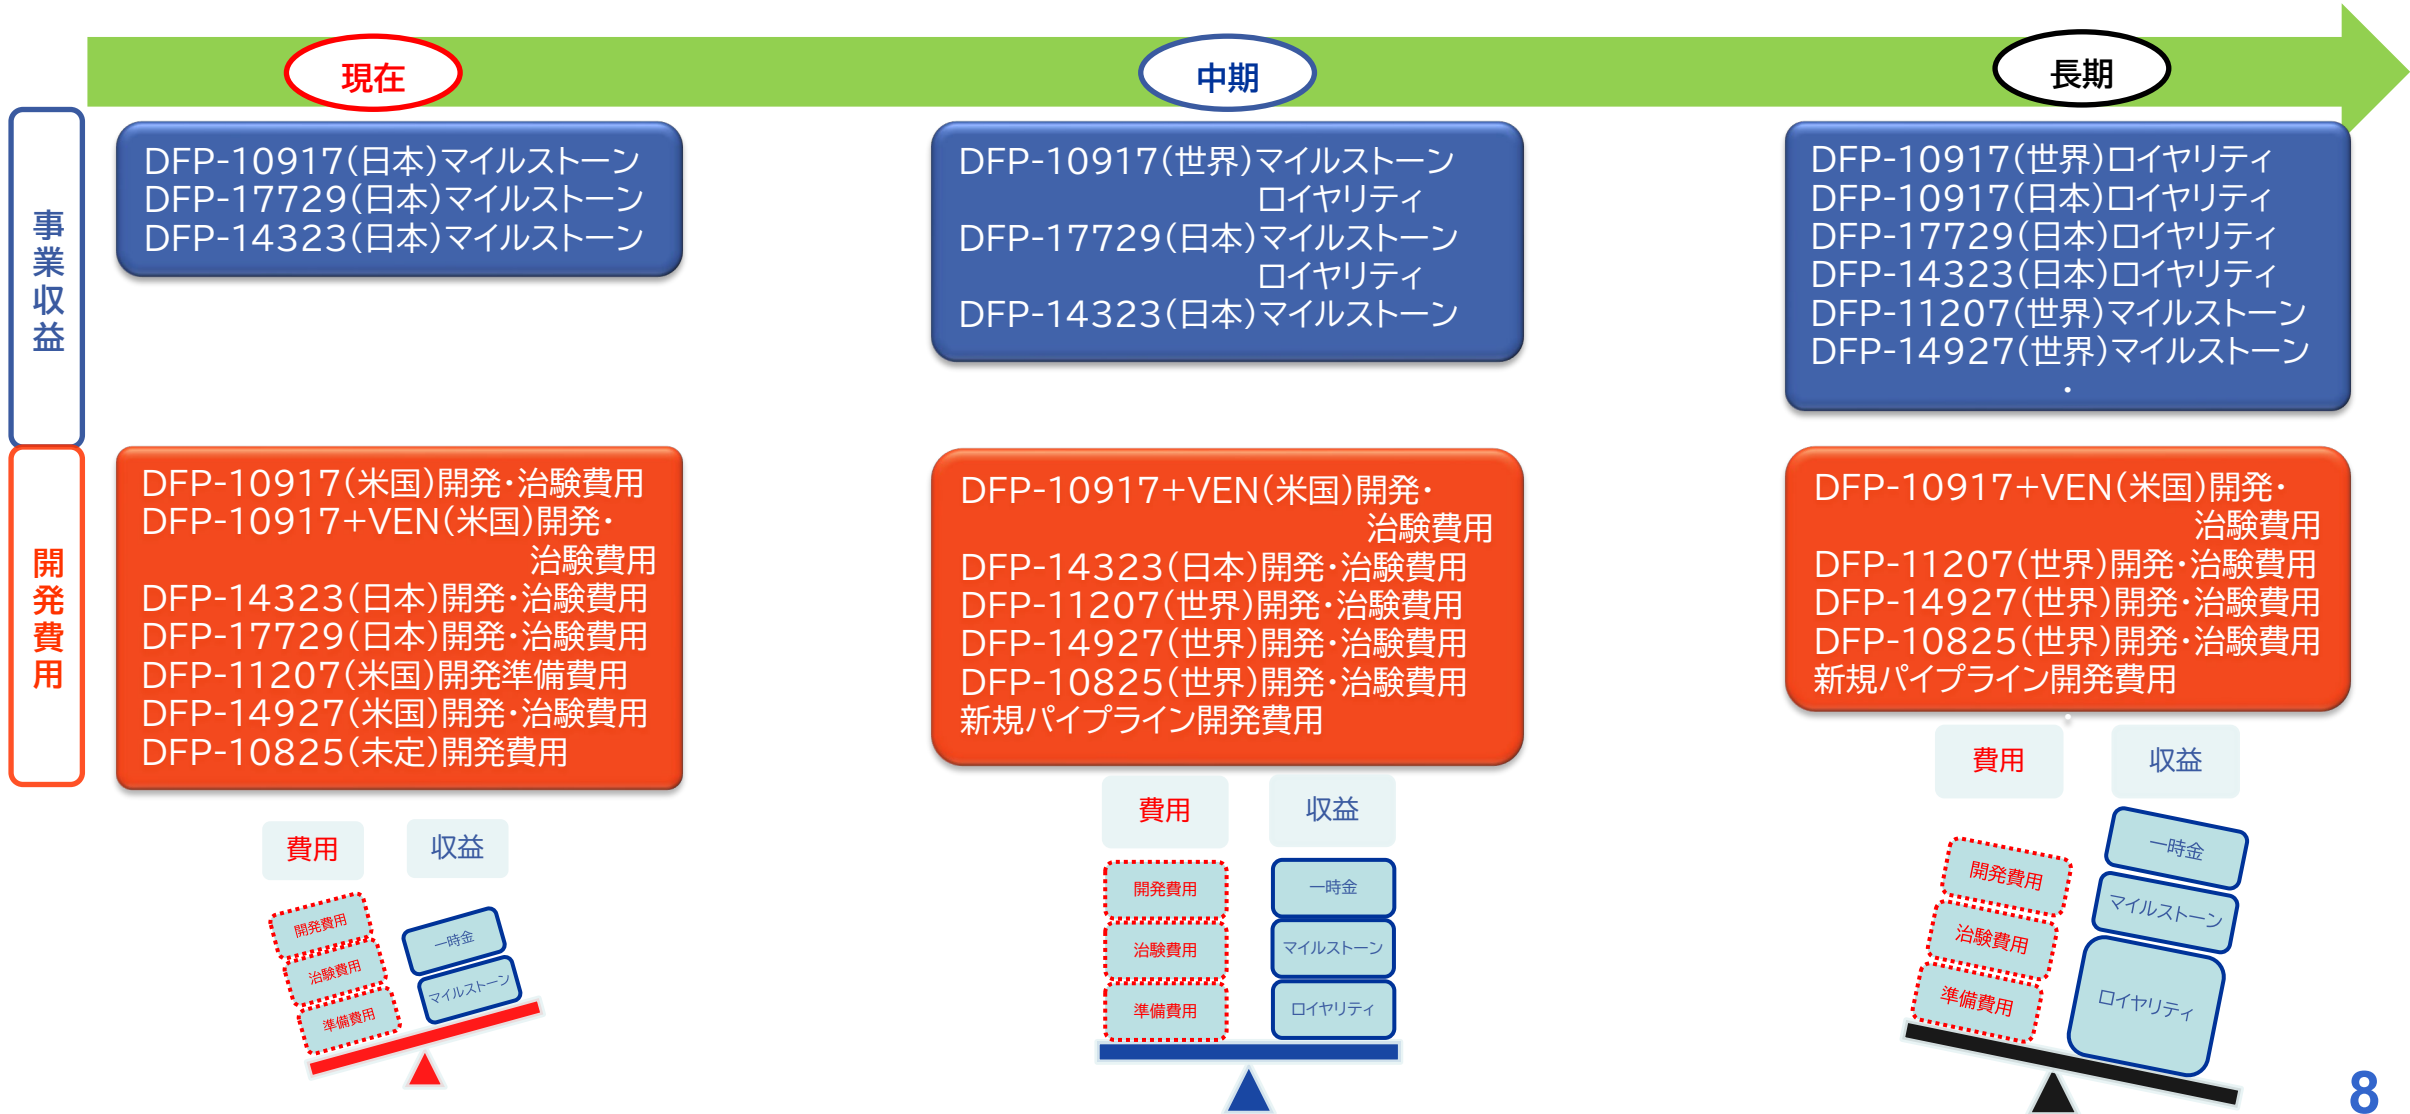 現在
中期
長期
事業収益
DFP-10917(日本)マイルストーン
DFP-17729(日本)マイルストーン
DFP-14323(日本)マイルストーン
DFP-10917(世界)マイルストーン
ロイヤリティ
DFP-17729(日本)マイルストーン
ロイヤリティ
DFP-14323(日本)マイルストーン
DFP-10917(世界)ロイヤリティ
DFP-10917(日本)ロイヤリティ
DFP-17729(日本)ロイヤリティ
DFP-14323(日本)ロイヤリティ
DFP-11207(世界)マイルストーン
DFP-14927(世界)マイルストーン
・
開発費用
DFP-10917(米国)開発・治験費用
DFP-10917+VEN(米国)開発・
治験費用
DFP-14323(日本)開発・治験費用
DFP-17729(日本)開発・治験費用
DFP-11207(米国)開発準備費用
DFP-14927(米国)開発・治験費用
DFP-10825(未定)開発費用
DFP-10917+VEN(米国)開発・
治験費用
DFP-14323(日本)開発・治験費用
DFP-11207(世界)開発・治験費用
DFP-14927(世界)開発・治験費用
DFP-10825(世界)開発・治験費用
新規パイプライン開発費用
DFP-10917+VEN(米国)開発・
治験費用
DFP-11207(世界)開発・治験費用
DFP-14927(世界)開発・治験費用
DFP-10825(世界)開発・治験費用
新規パイプライン開発費用
・
費用
収益
開発費用
治験費用
準備費用
一時金
マイルストーン
費用
収益
開発費用
治験費用
準備費用
一時金
マイルストーン
ロイヤリティ
費用
収益
開発費用
治験費用
準備費用
一時金
マイルストーン
ロイヤリティ
8